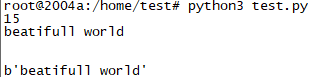 root@2004a:/home/test# python3 test.py
15
beatifull world
b'beatifull world'